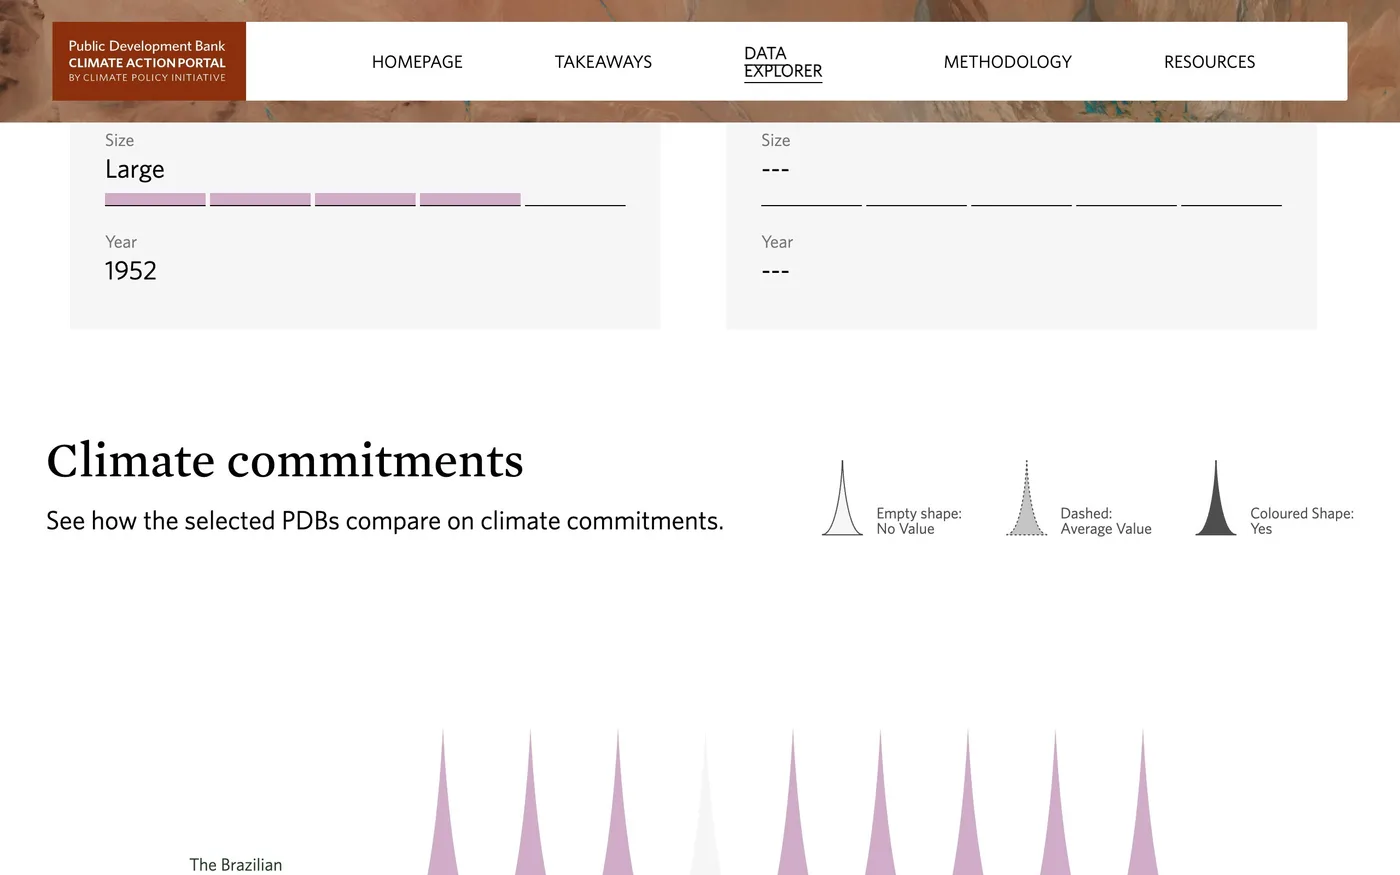 Public Development Bank
CLIMATE ACTION PORTAL
BY CLIMATE POLICY INITIATIVE
HOMEPAGE
TAKEAWAYS
DATA
EXPLORER
METHODOLOGY
RESOURCES
Size
Large
Year
1952
Size
---
Year
---
Climate commitments
See how the selected PDBs compare on climate commitments.
Empty shape:
No Value
Dashed:
Average Value
Coloured Shape:
Yes
The Brazilian